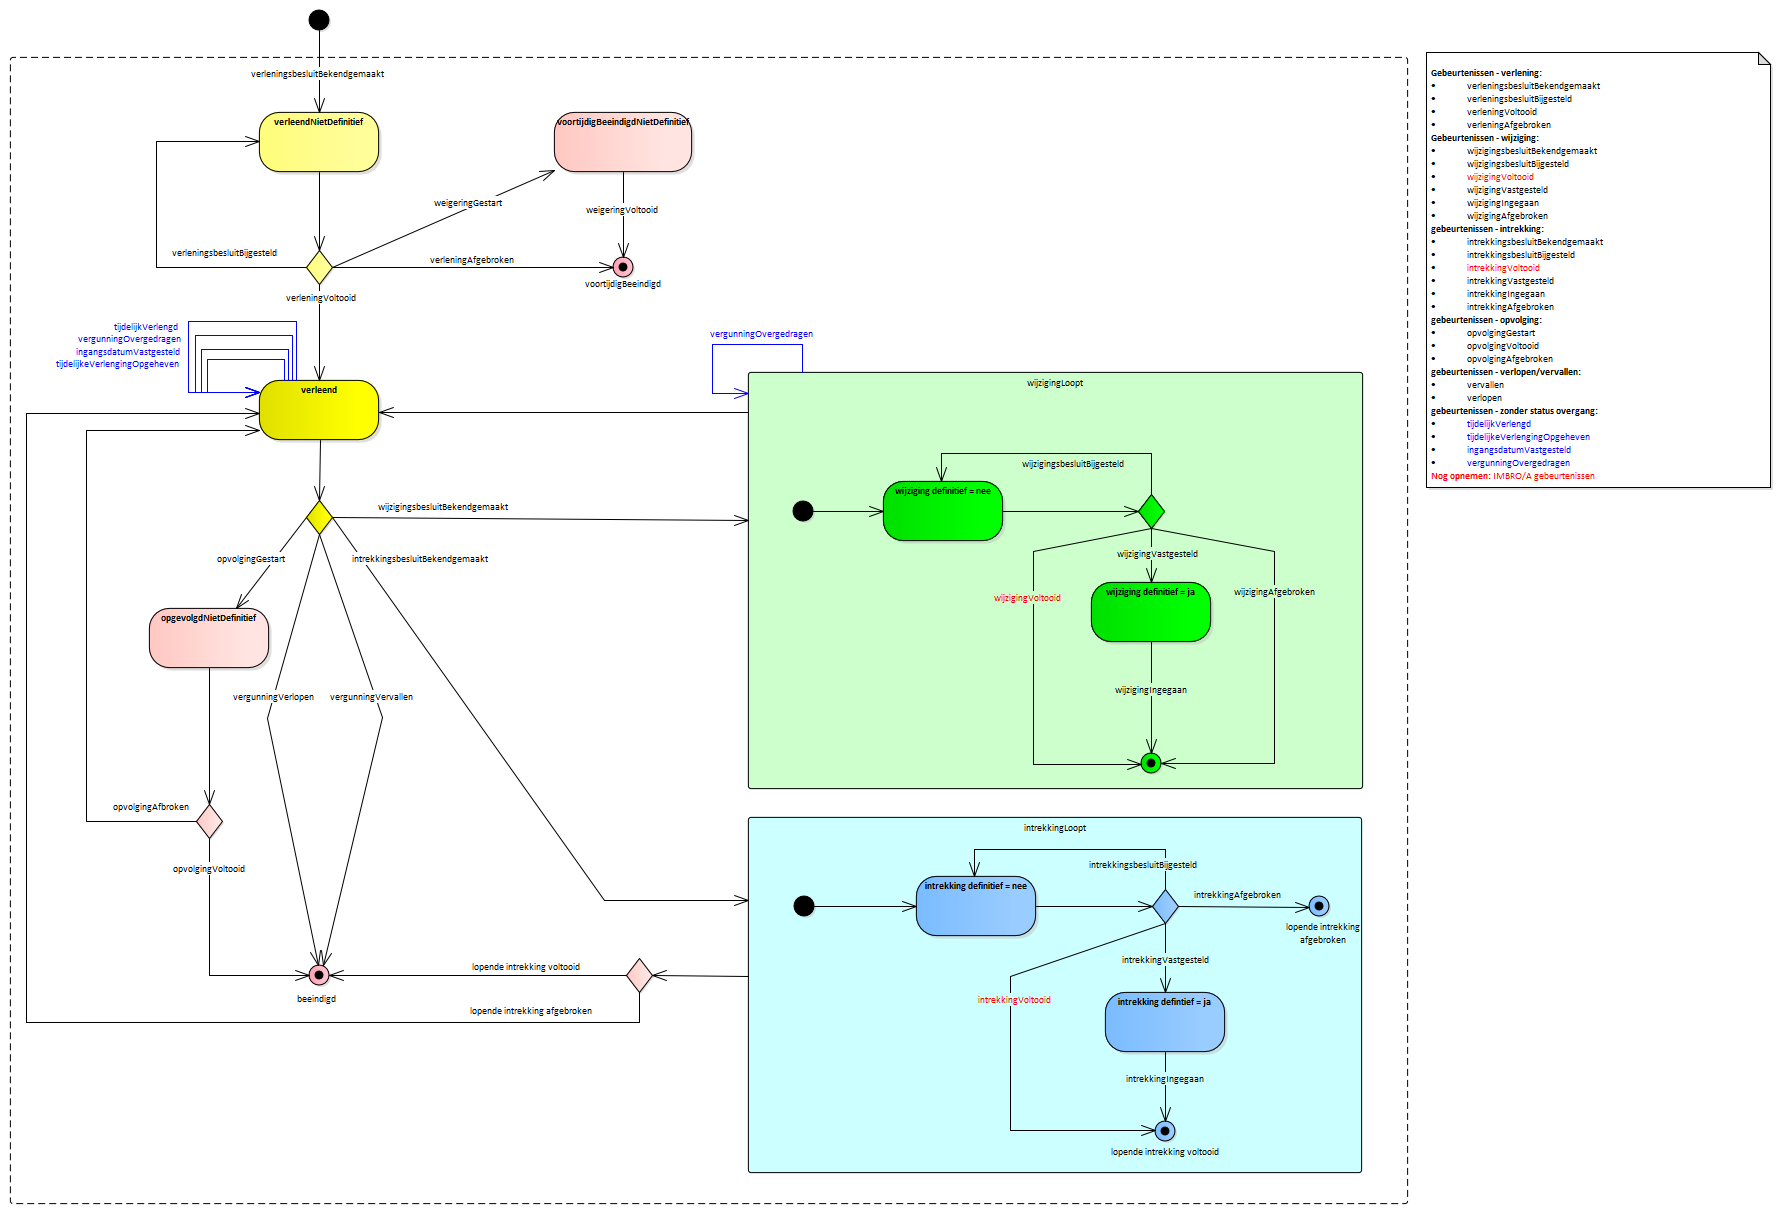 verleningsbesluitBekendgemaakt
verleendNietDefinitief
voortijdigBeeindigdNietDefinitief
weigeringGestart
weigeringVoltooid
verleningsbesluitBijgesteld
verleningAfgebroken
voortijdigBeeindigd
verleningVoltooid
tijdelijkVerlengd
vergunningOvergedragen
ingangsdatumVastgesteld
tijdelijkeVerlengingOpgeheven
verleend
vergunningOvergedragen
wijzigingLoopt
wijzigingsbesluitBijgesteld
wijziging definitief = nee
wijzigingVastgesteld
wijziging definitief = ja
wijzigingVoltooid
wijzigingAfgebroken
wijzigingIngegaan
wijzigingsbesluitBekendgemaakt
opvolgingGestart
intrekkingsbesluitBekendgemaakt
opgevolgdNietDefinitief
vergunningVerlopen
vergunningVervallen
opvolgingAfbroken
opvolgingVoltooid
intrekkingLoopt
intrekkingsbesluitBijgesteld
intrekking definitief = nee
intrekkingAfgebroken
lopende intrekking
afgebroken
intrekkingVastgesteld
intrekkingVoltooid
intrekking defintief = ja
intrekkingIngegaan
lopende intrekking voltooid
lopende intrekking voltooid
beeindigd
lopende intrekking afgebroken
Gebeurtenissen - verlening:
• verleningsbesluitBekendgemaakt
• verleningsbesluitBijgesteld
• verleningVoltooid
• verleningAfgebroken
Gebeurtenissen - wijziging:
• wijzigingsbesluitBekendgemaakt
• wijzigingsbesluitBijgesteld
• wijzigingVoltooid
• wijzigingVastgesteld
• wijzigingIngegaan
• wijzigingAfgebroken
gebeurtenissen - intrekking:
• intrekkingsbesluitBekendgemaakt
• intrekkingsbesluitBijgesteld
• intrekkingVoltooid
• intrekkingVastgesteld
• intrekkingIngegaan
• intrekkingAfgebroken
gebeurtenissen - opvolging:
• opvolgingGestart
• opvolgingVoltooid
• opvolgingAfgebroken
gebeurtenissen - verlopen/vervallen:
• vervallen
• verlopen
gebeurtenissen - zonder status overgang:
• tijdelijkVerlengd
• tijdelijkeVerlengingOpgeheven
• ingangsdatumVastgesteld
• vergunningOvergedragen
Nog opnemen: IMBRO/A gebeurtenissen